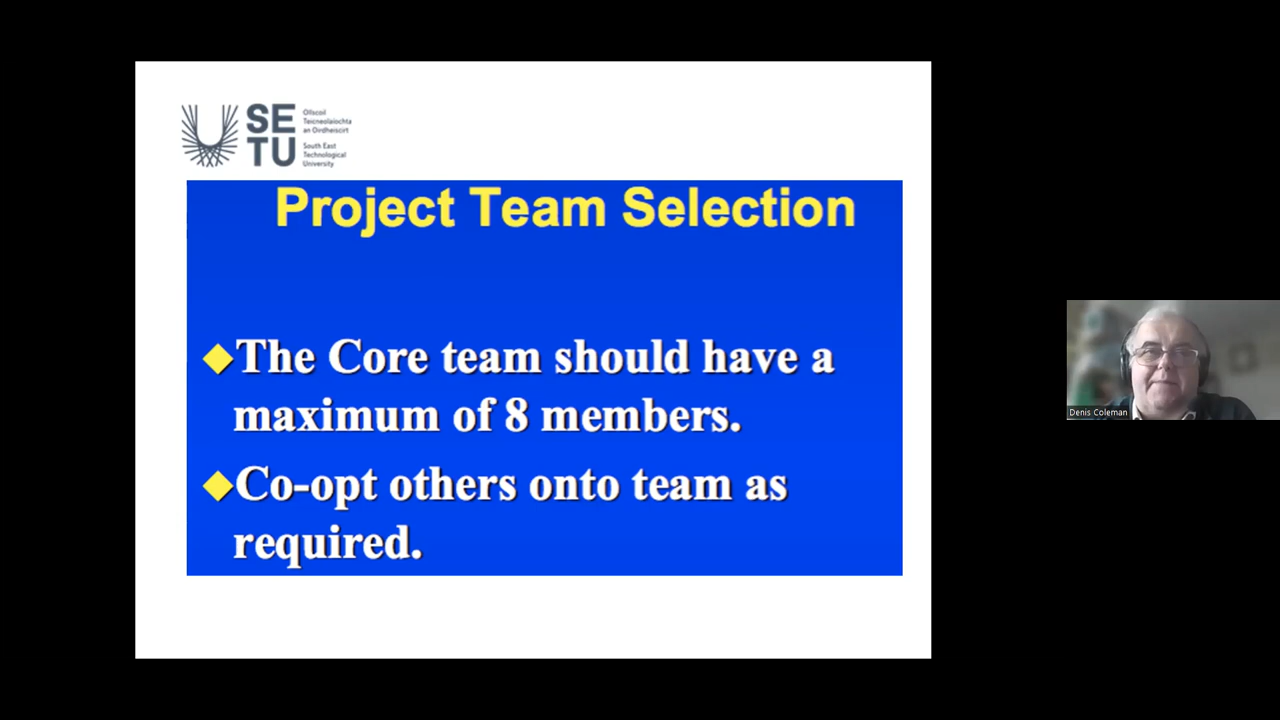 SE
TU
Ollscoil
Teicneolaíochta
an Oirdheiscirt
South East
Technological
University
Project Team Selection
The Core team should have a
maximum of 8 members.
Co-opt others onto team as
required.
Denis Coleman